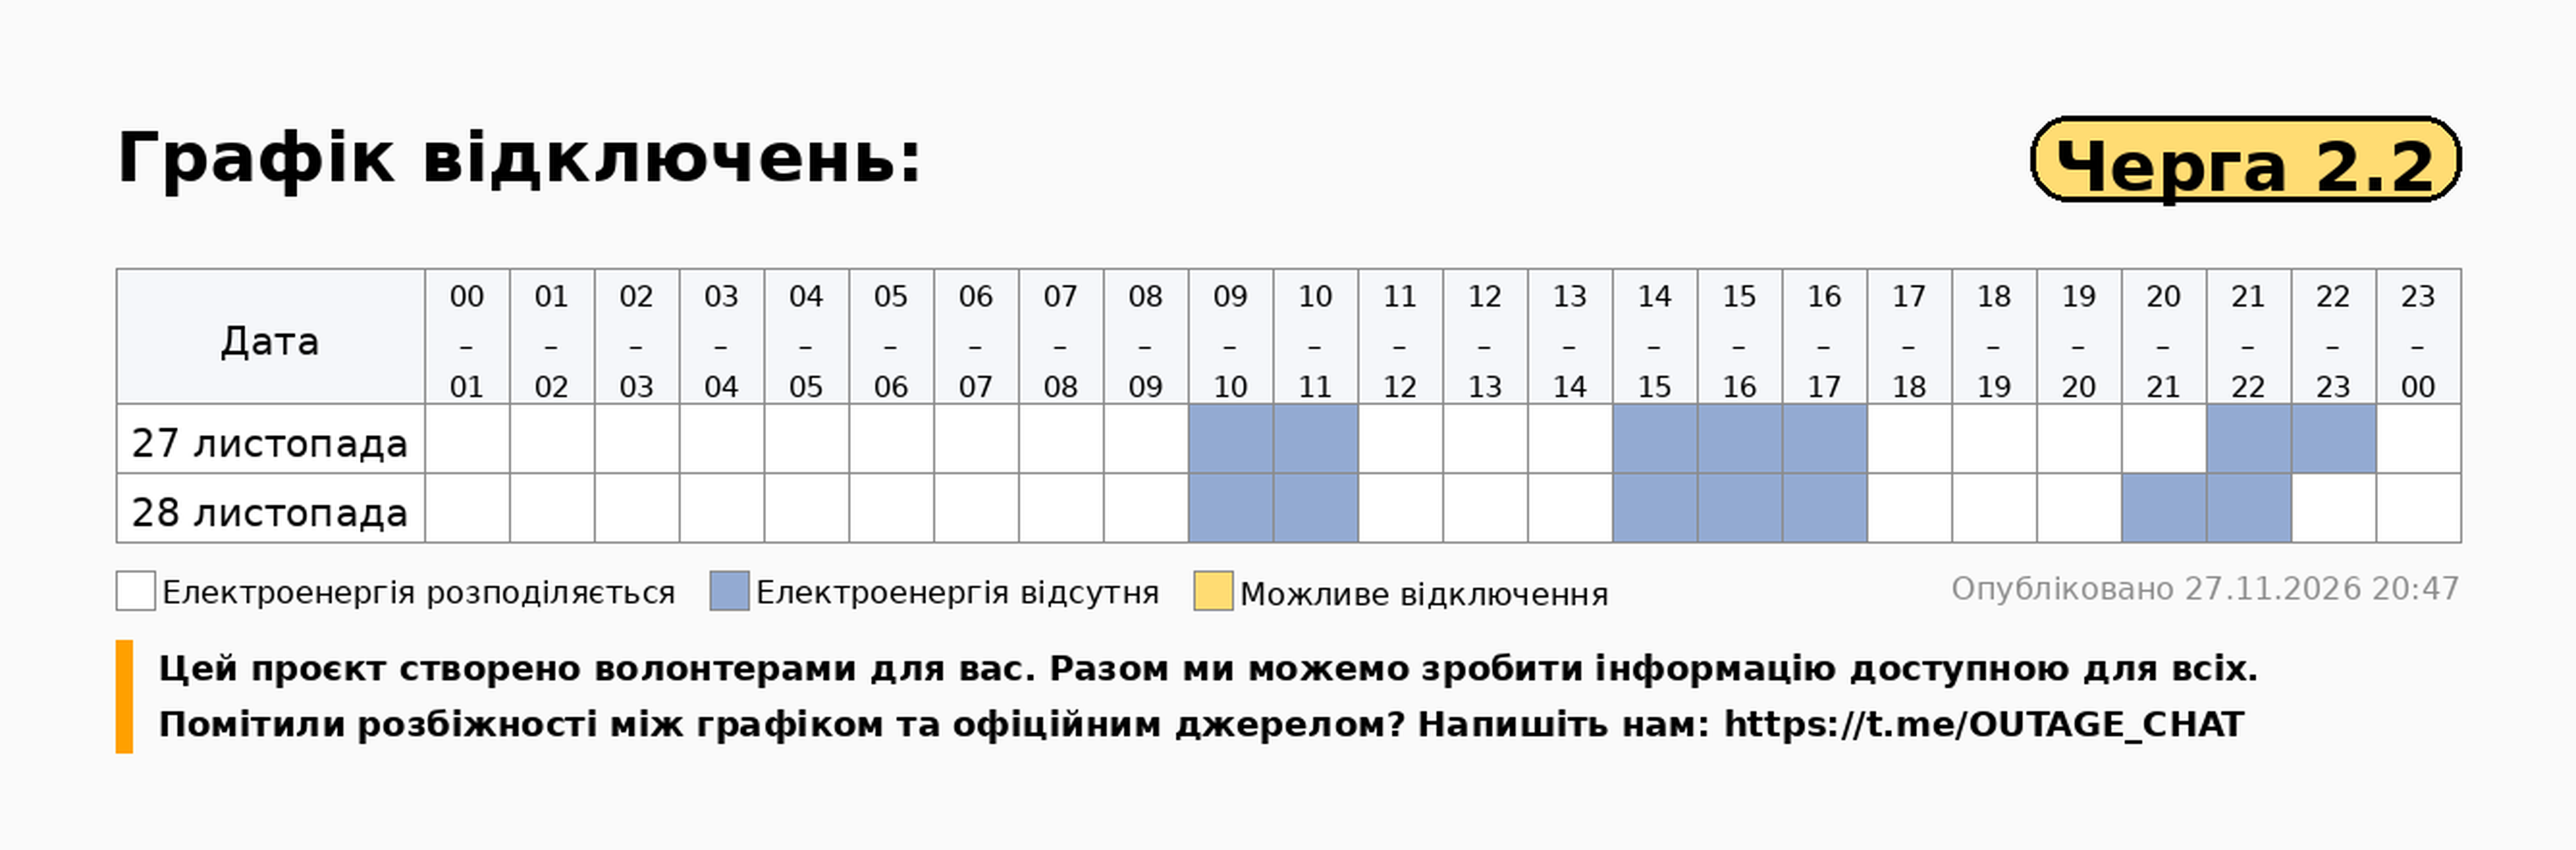 Графік відключень:
Черга 2.2
Дата
00 – 01
01 – 02
02 – 03
03 – 04
04 – 05
05 – 06
06 – 07
07 – 08
08 – 09
09 – 10
10 – 11
11 – 12
12 – 13
13 – 14
14 – 15
15 – 16
16 – 17
17 – 18
18 – 19
19 – 20
20 – 21
21 – 22
22 – 23
23 – 00
27 листопада
28 листопада
Електроенергія розподіляється
Електроенергія відсутня
Можливе відключення
Опубліковано 27.11.2026 20:47
Цей проєкт створено волонтерами для вас. Разом ми можемо зробити інформацію доступною для всіх.
Помітили розбіжності між графіком та офіційним джерелом? Напишіть нам: https://t.me/OUTAGE_CHAT